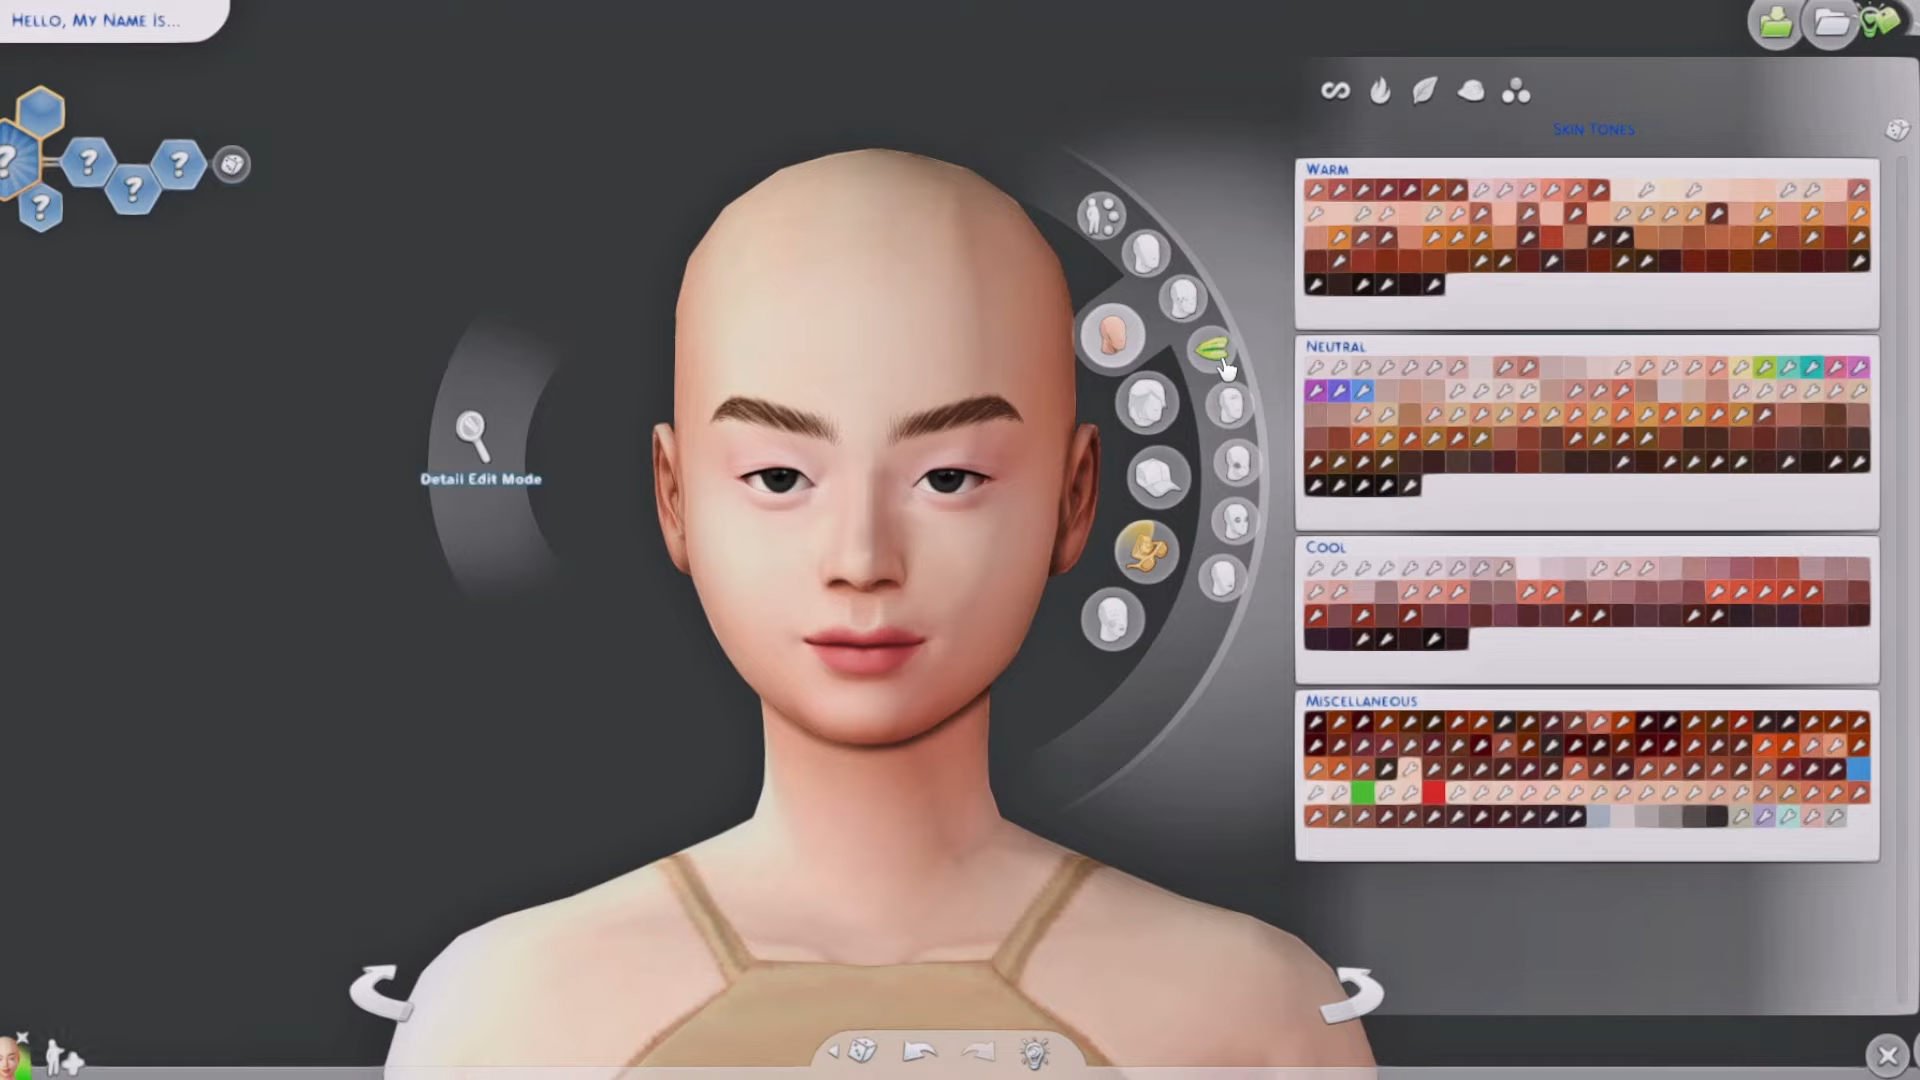 Hello, My Name is...
Skin Tones
Warm
Neutral
Detail Edit Mode
Cool
Miscellaneous